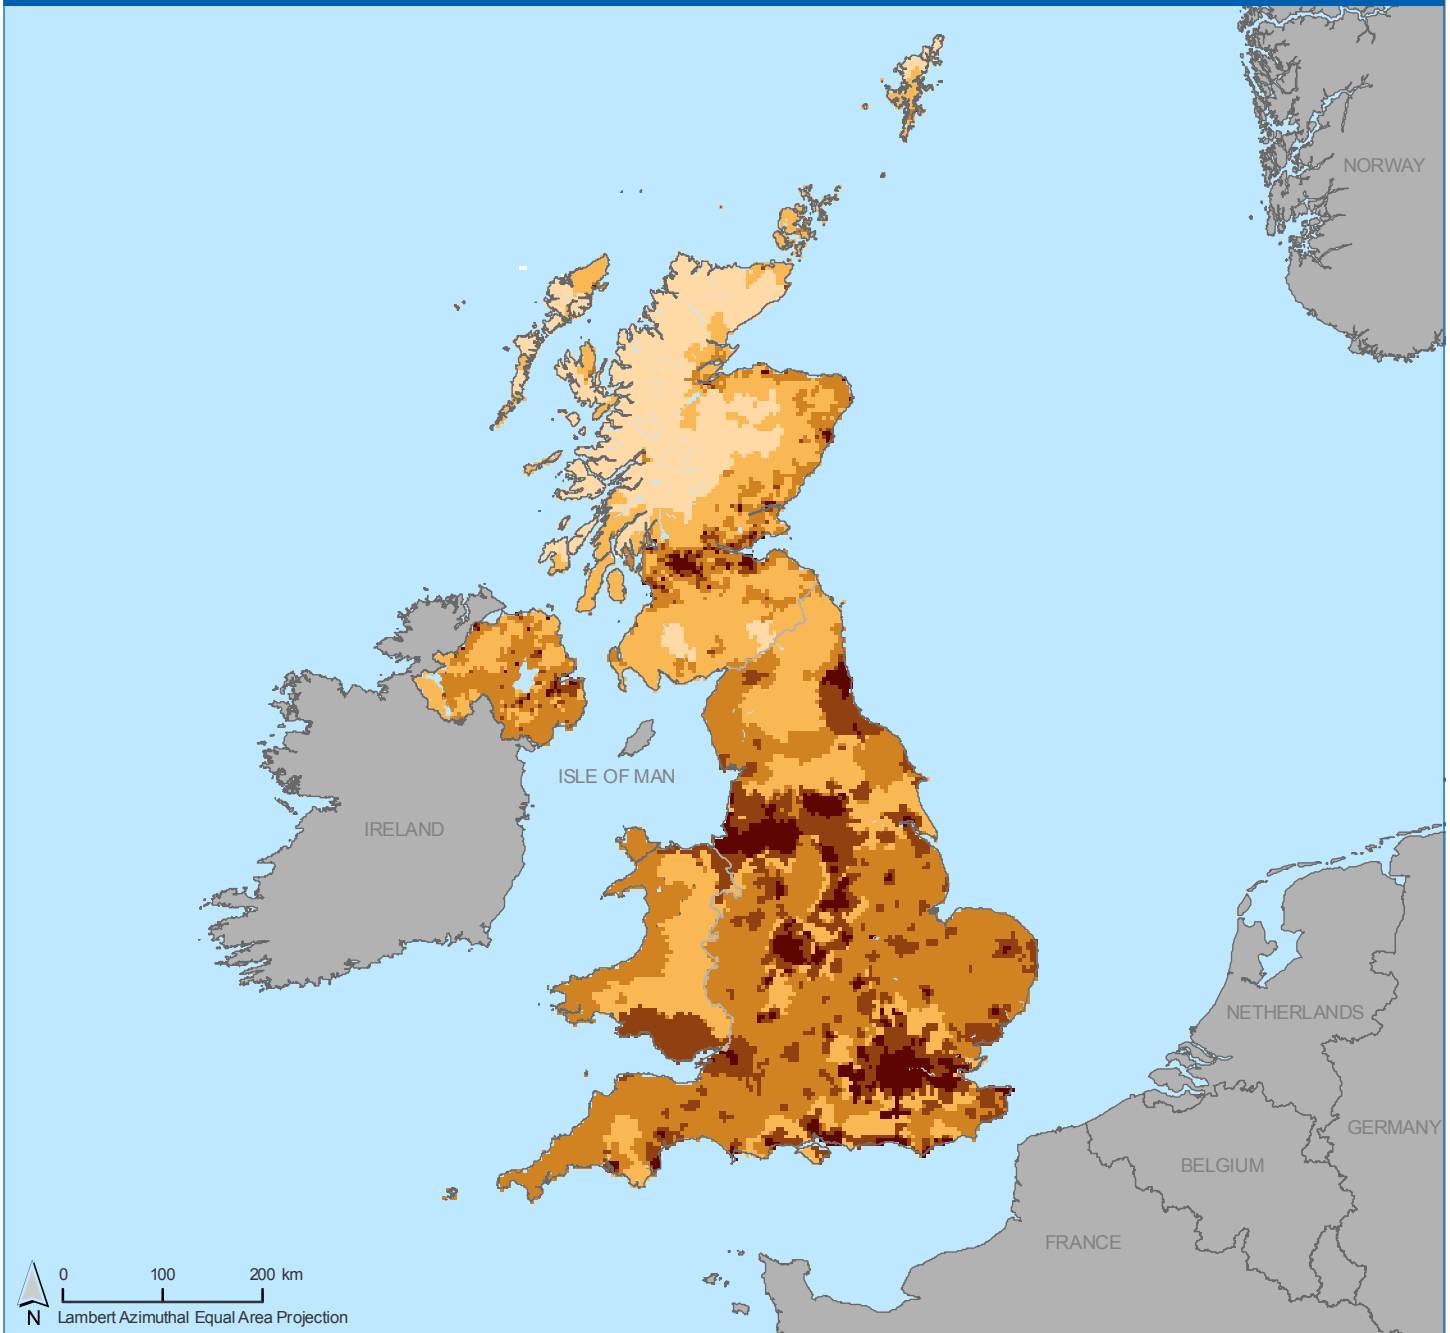 NORWAY
ISLE OF MAN
IRELAND
NETHERLANDS
GERMANY
BELGIUM
FRANCE
0 100 200 km
N Lambert Azimuthal Equal Area Projection